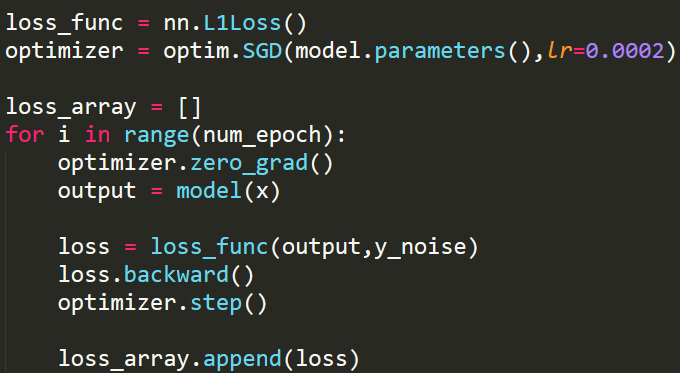 loss_func = nn.L1Loss()
optimizer = optim.SGD(model.parameters(),lr=0.0002)
loss_array = []
for i in range(num_epoch):
    optimizer.zero_grad()
    output = model(x)
    loss = loss_func(output,y_noise)
    loss.backward()
    optimizer.step()
    loss_array.append(loss)